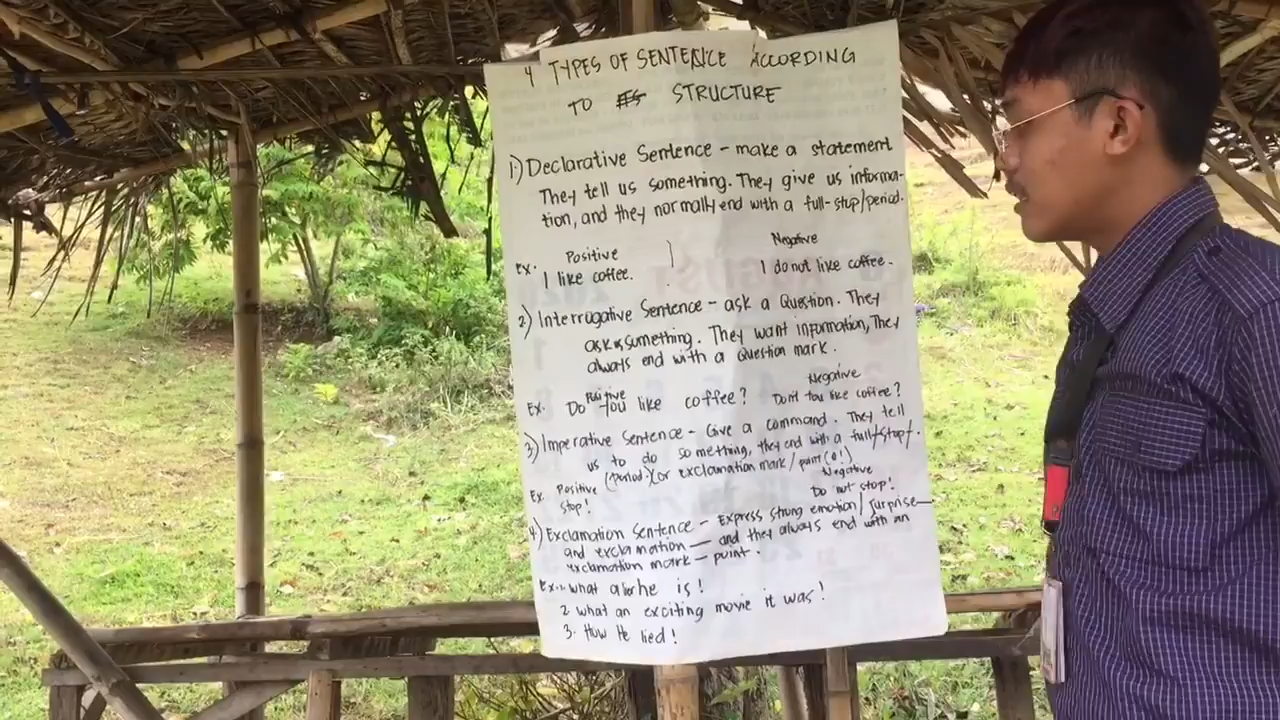 4 TYPES OF SENTENCE ACCORDING
TO STRUCTURE
1.) Declarative Sentence - make a statement
They tell us something. They give us informa-
tion, and they normally end with a full-stop/period.
Positive Negative
Ex. I like coffee. I do not like coffee.
2.) Interrogative Sentence - ask a Question. They
ask us something. They want information, They
always end with a Question mark.
Positive Negative
Ex. Do you like coffee? Don't you like coffee?
3.) Imperative Sentence - Give a command. They tell
us to do something, they end with a full/stop/.
(period.) or exclamation mark/point (!)
Ex. Positive Negative
Stop! Do not stop!
4.) Exclamation Sentence - Express strong emotion/surprise—
and exclamation — and they always end with an
exclamation mark — point.
Ex. 1. What a he is!
2. What an exciting movie it was!
3. How He lied!